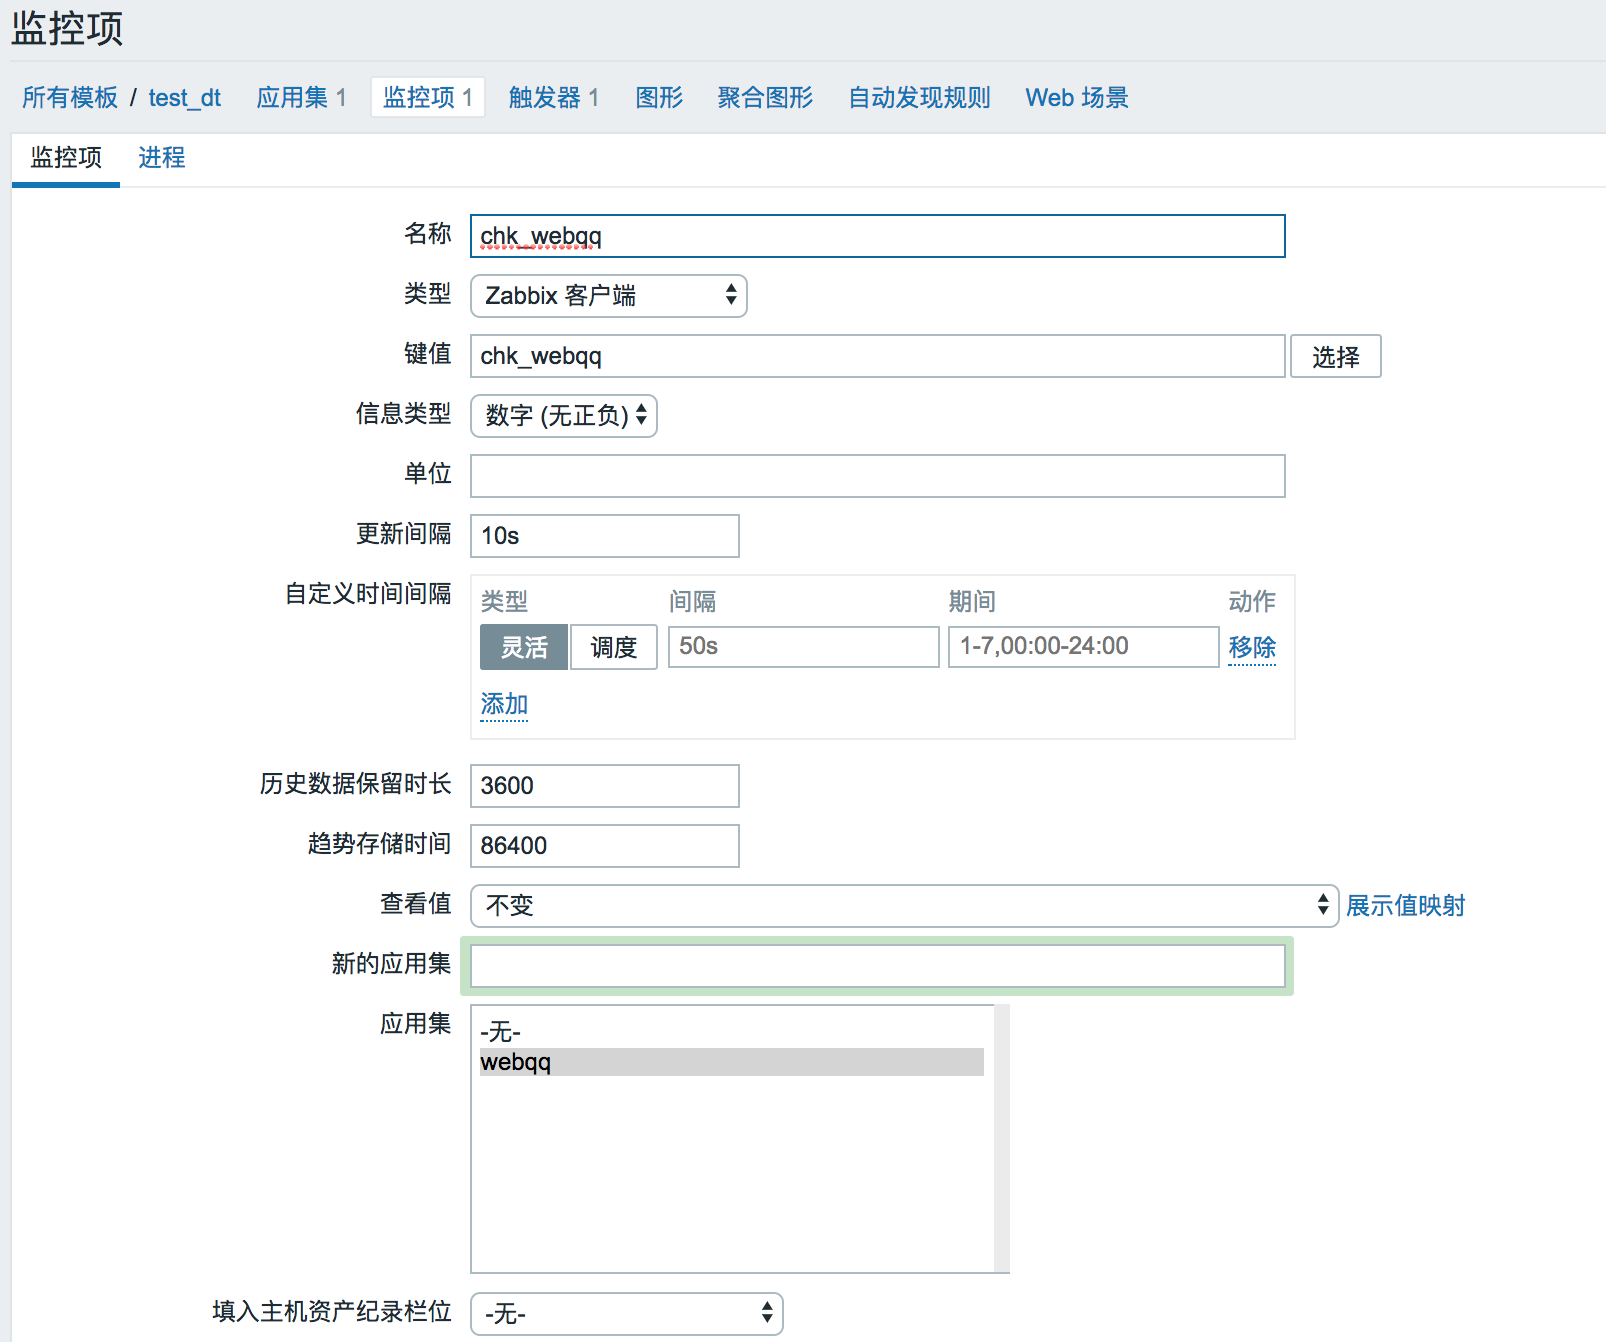 监控项
所有模板 / test_dt 应用集 1 监控项 1 触发器 1 图形 聚合图形 自动发现规则 Web 场景
监控项 进程
名称 chk_webqq
类型 Zabbix 客户端
键值 chk_webqq 选择
信息类型 数字 (无正负)
单位
更新间隔 10s
自定义时间间隔 类型 间隔 期间 动作
灵活 调度 50s 1-7,00:00-24:00 移除
添加
历史数据保留时长 3600
趋势存储时间 86400
查看值 不变 展示值映射
新的应用集
应用集 -无-
webqq
填入主机资产纪录栏位 -无-